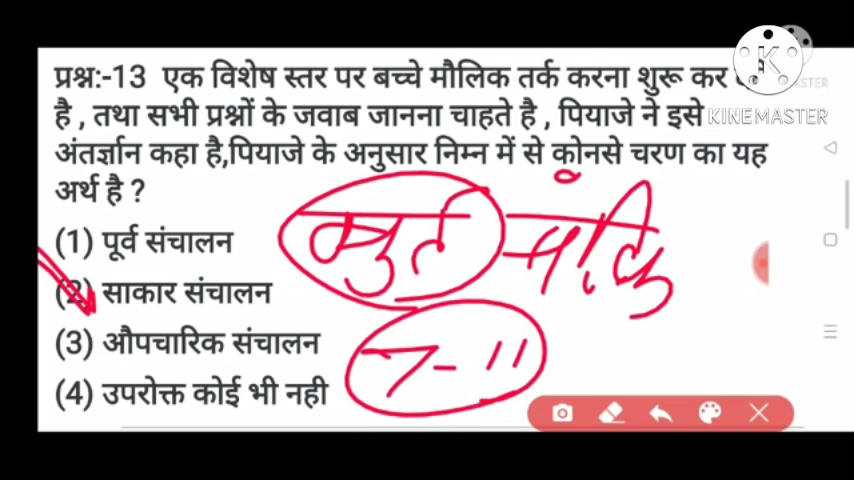 प्रश्न:-13 एक विशेष स्तर पर बच्चे मौलिक तर्क करना शुरू कर
है , तथा सभी प्रश्नों के जवाब जानना चाहते है , पियाजे ने इसे
अंतर्ज्ञान कहा है,पियाजे के अनुसार निम्न में से कोनसे चरण का यह
अर्थ है ?
(1) पूर्व संचालन
(2) साकार संचालन
(3) औपचारिक संचालन
(4) उपरोक्त कोई भी नही
मुर्त
7-11
K
KINEMASTER